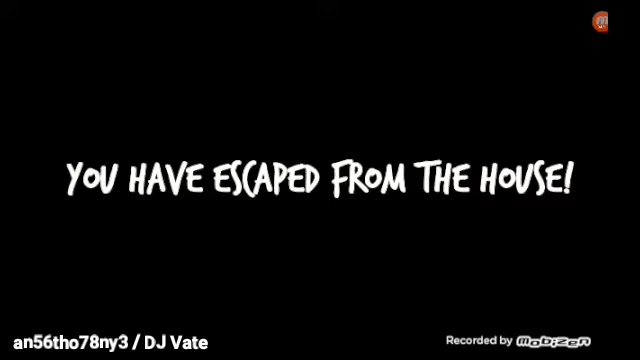 YOU HAVE ESCAPED FROM THE HOUSE!
an56tho78ny3 / DJ Vate
Recorded by Mobizen